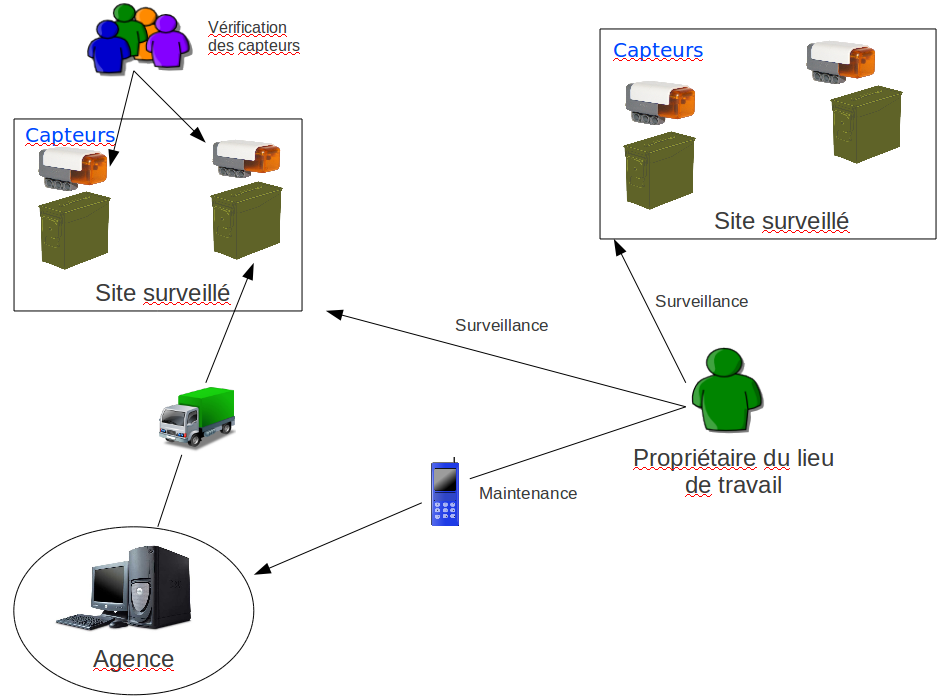 Vérification
des capteurs
Capteurs
Site surveillé
Capteurs
Site surveillé
Surveillance
Surveillance
Propriétaire du lieu
de travail
Maintenance
Agence